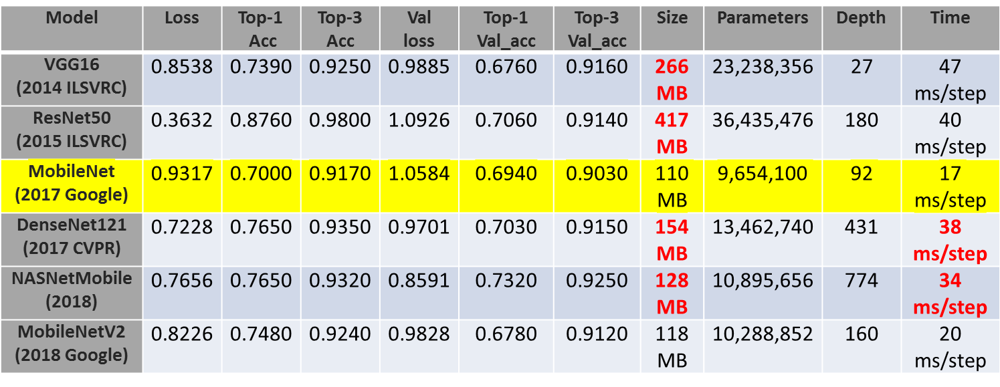 Model Loss Top-1 Acc Top-3 Acc Val loss Top-1 Val_acc Top-3 Val_acc Size Parameters Depth Time
VGG16 (2014 ILSVRC) 0.8538 0.7390 0.9250 0.9885 0.6760 0.9160 266 MB 23,238,356 27 47 ms/step
ResNet50 (2015 ILSVRC) 0.3632 0.8760 0.9800 1.0926 0.7060 0.9140 417 MB 36,435,476 180 40 ms/step
MobileNet (2017 Google) 0.9317 0.7000 0.9170 1.0584 0.6940 0.9030 110 MB 9,654,100 92 17 ms/step
DenseNet121 (2017 CVPR) 0.7228 0.7650 0.9350 0.9701 0.7030 0.9150 154 MB 13,462,740 431 38 ms/step
NASNetMobile (2018) 0.7656 0.7650 0.9320 0.8591 0.7320 0.9250 128 MB 10,895,656 774 34 ms/step
MobileNetV2 (2018 Google) 0.8226 0.7480 0.9240 0.9828 0.6780 0.9120 118 MB 10,288,852 160 20 ms/step